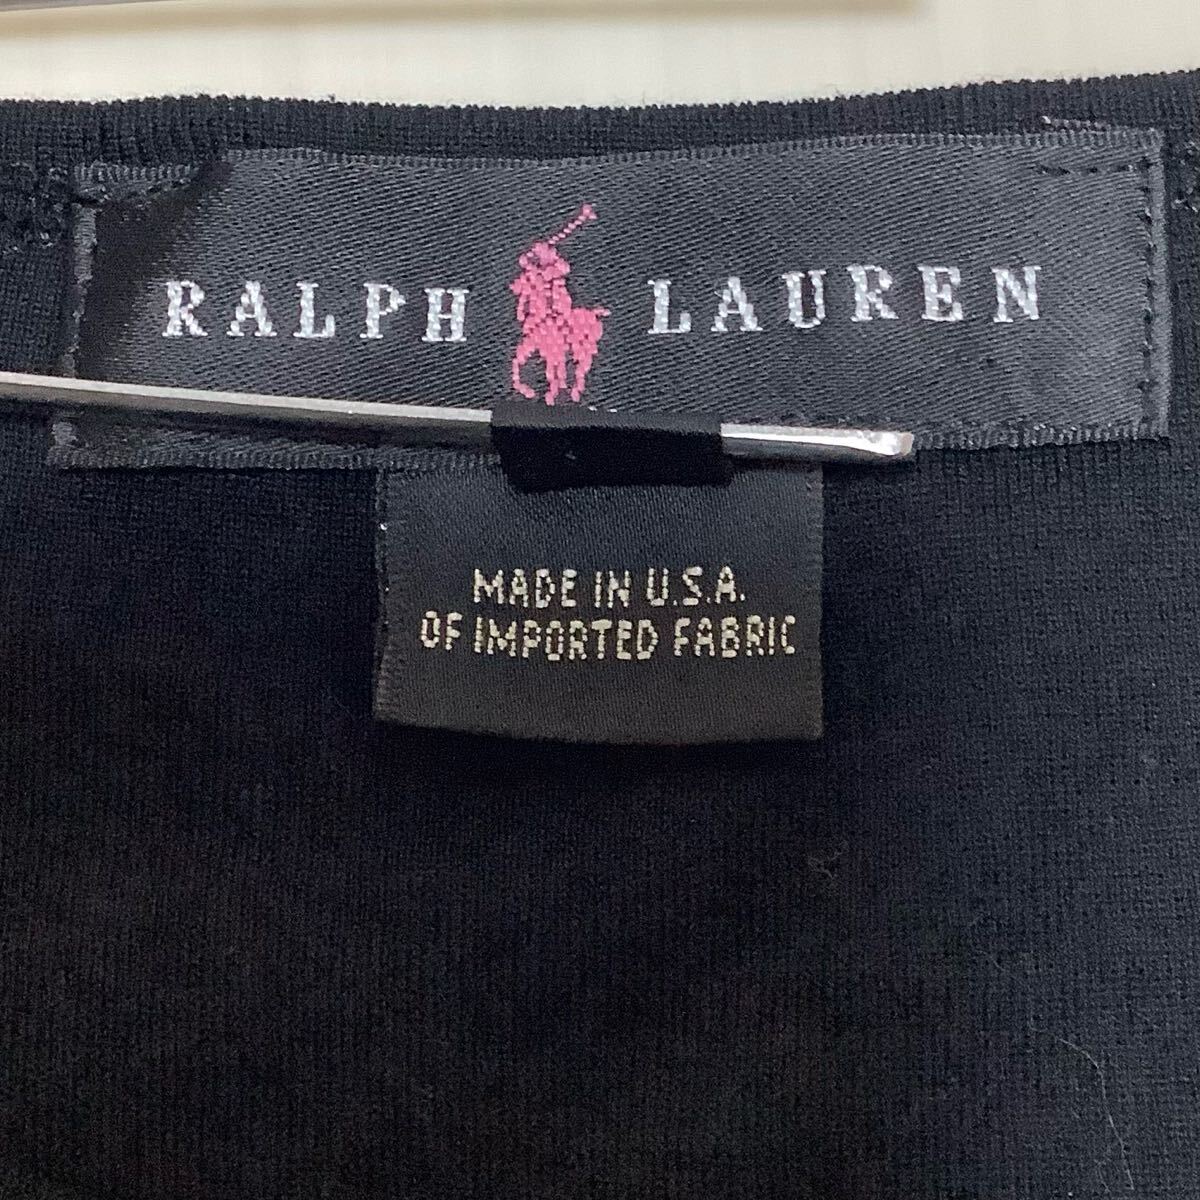 RALPH LAUREN
MADE IN U.S.A.
OF IMPORTED FABRIC